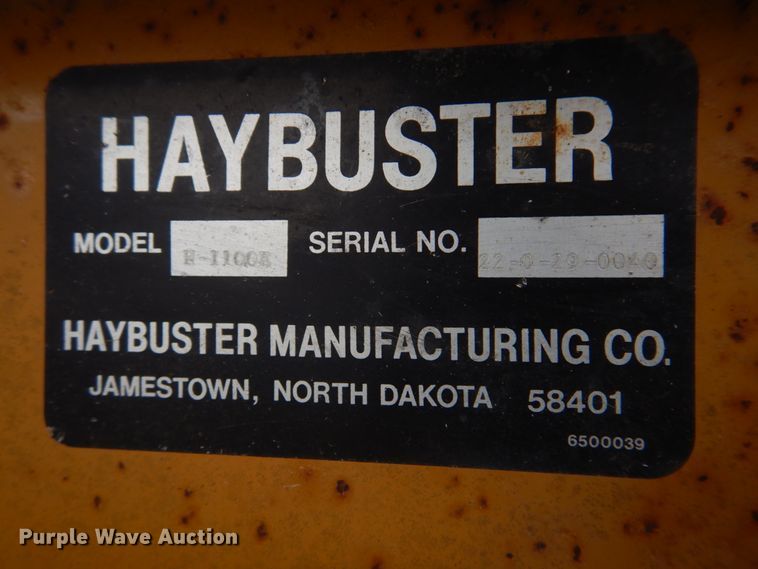 HAYBUSTER
MODEL SERIAL NO.
HAYBUSTER MANUFACTURING CO.
JAMESTOWN, NORTH DAKOTA 58401
6500039
Purple Wave Auction